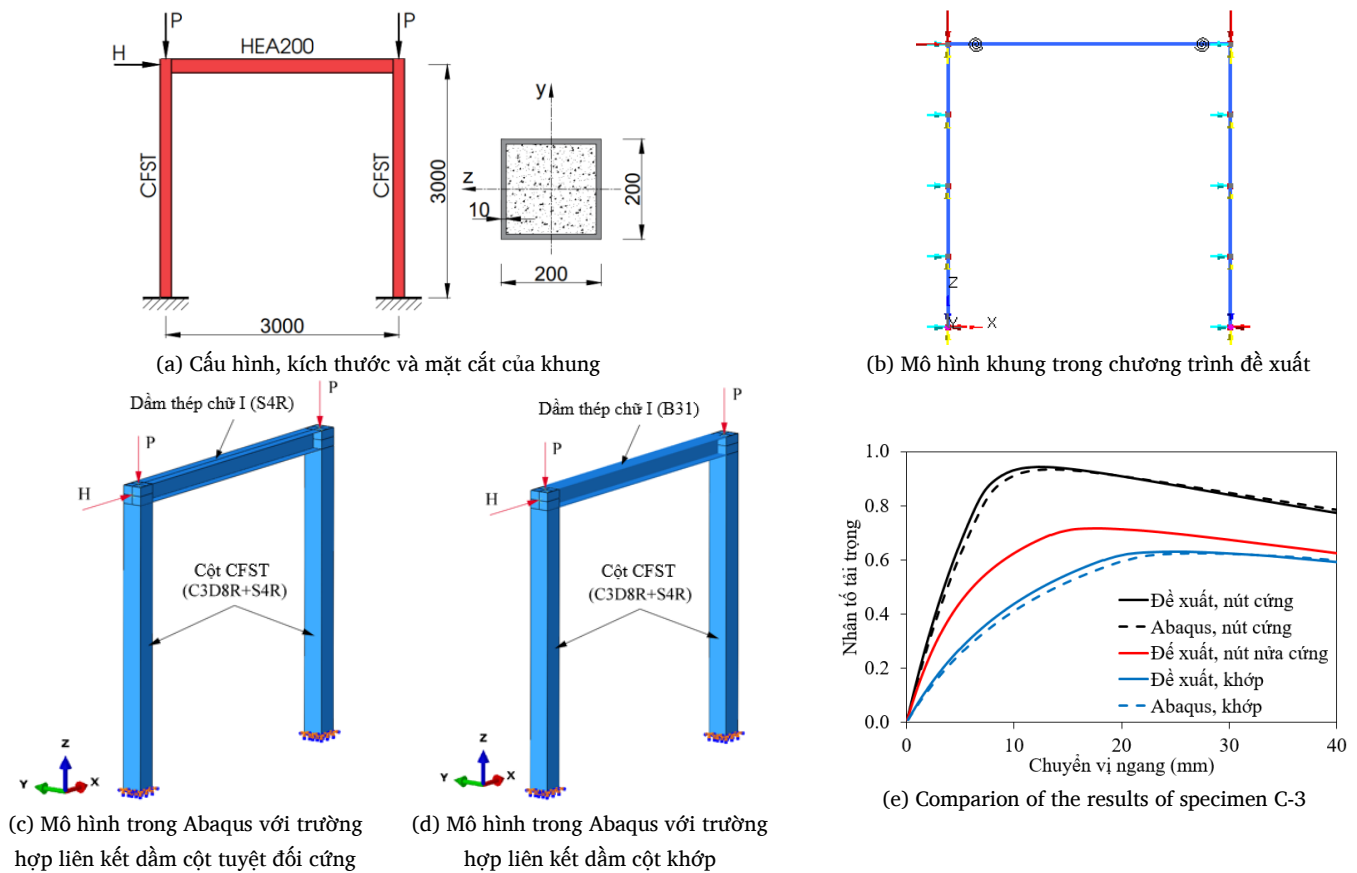 P
P
H
HEA200
CFST
CFST
3000
3000
y
z
10
200
200
(a) Cấu hình, kích thước và mặt cắt của khung
Z
Y
X
(b) Mô hình khung trong chương trình đề xuất
P
Dầm thép chữ I (S4R)
P
H
Cột CFST
(C3D8R+S4R)
Z
Y
X
(c) Mô hình trong Abaqus với trường
hợp liên kết dầm cột tuyệt đối cứng
P
Dầm thép chữ I (B31)
P
H
Cột CFST
(C3D8R+S4R)
Z
Y
X
(d) Mô hình trong Abaqus với trường
hợp liên kết dầm cột khớp
1.0
0.8
0.6
0.4
0.2
0.0
Nhân tố tải trọng
Đề xuất, nút cứng
Abaqus, nút cứng
Đế xuất, nút nửa cứng
Đề xuất, khớp
Abaqus, khớp
0
10
20
30
40
Chuyển vị ngang (mm)
(e) Comparion of the results of specimen C-3